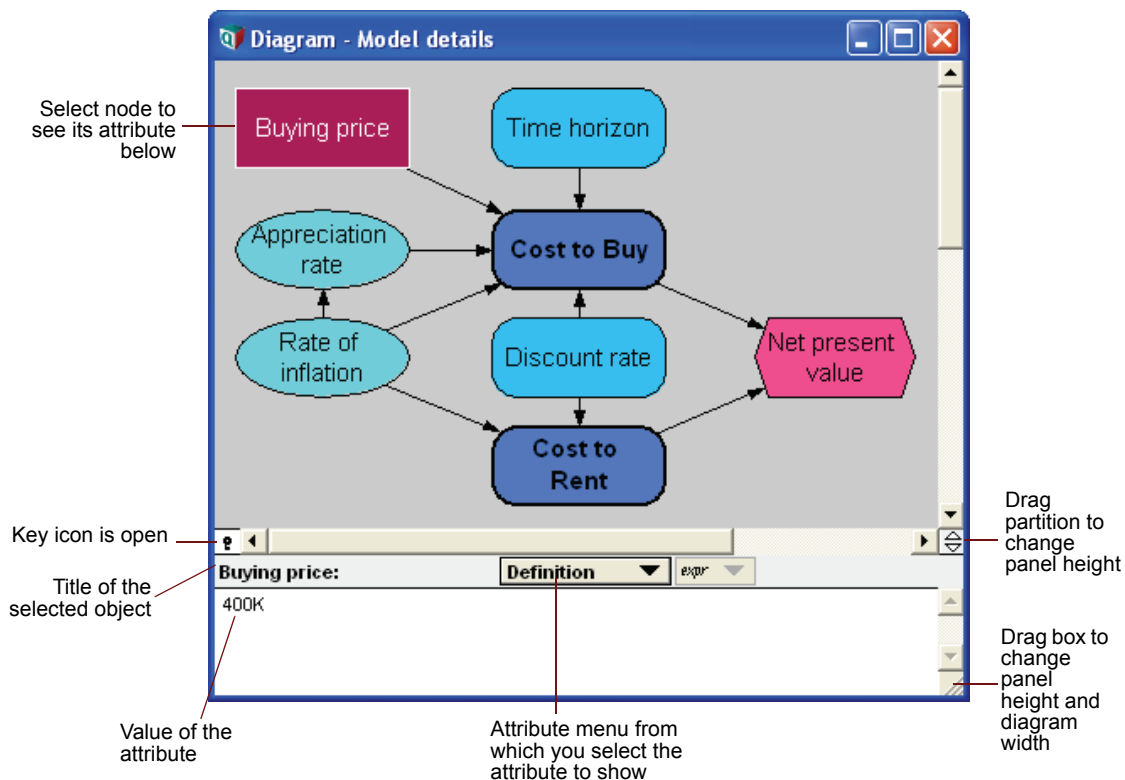 Diagram - Model details
Select node to
see its attribute
below
Buying price
Time horizon
Appreciation
rate
Cost to Buy
Rate of
inflation
Discount rate
Net present
value
Cost to
Rent
Key icon is open
Drag
partition to
change
panel height
Title of the
selected object
Buying price:
Definition
expr
400K
Drag box to
change
panel
height and
diagram
width
Value of the
attribute
Attribute menu from
which you select the
attribute to show